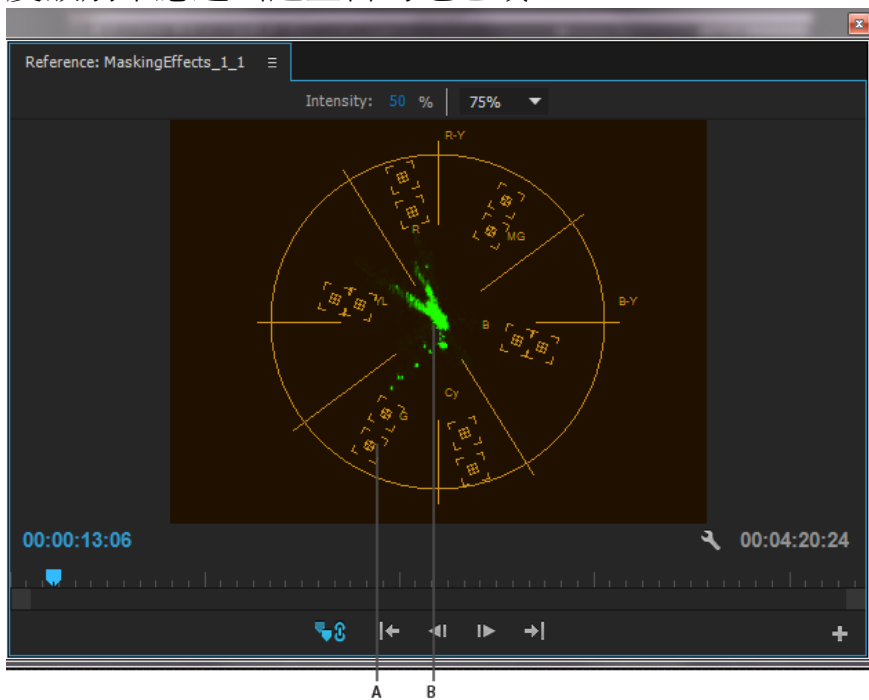 Reference: MaskingEffects_1_1
Intensity: 50 % 75%
R-Y
R
MG
YL
B-Y
B
Cy
G
00:00:13:06 00:04:20:24
A B